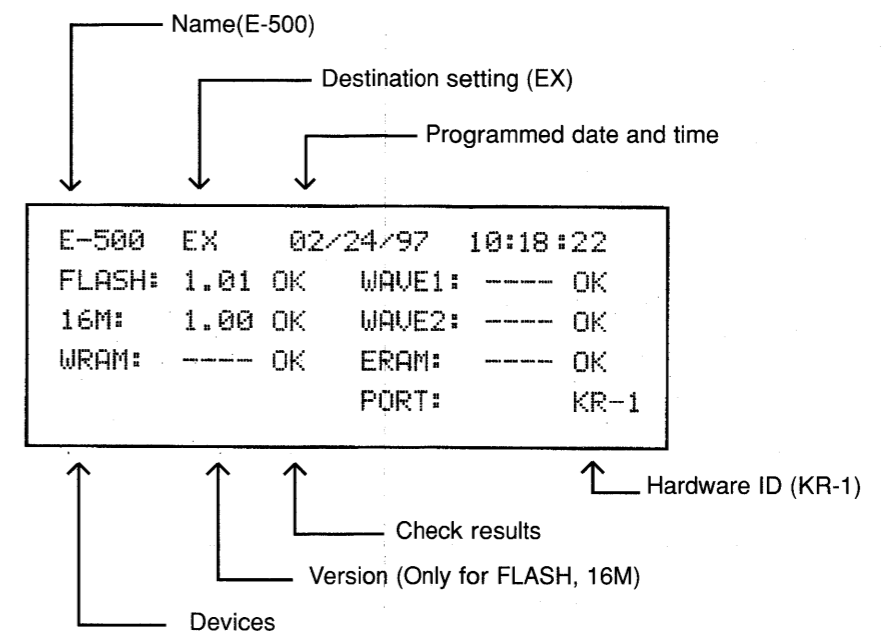 Name(E-500)
Destination setting (EX)
Programmed date and time
E-500 EX 02/24/97 10:18:22
FLASH: 1.01 OK WAVE1: ---- OK
16M: 1.00 OK WAVE2: ---- OK
WRAM: ---- OK ERAM: ---- OK
PORT: KR-1
Hardware ID (KR-1)
Check results
Version (Only for FLASH, 16M)
Devices